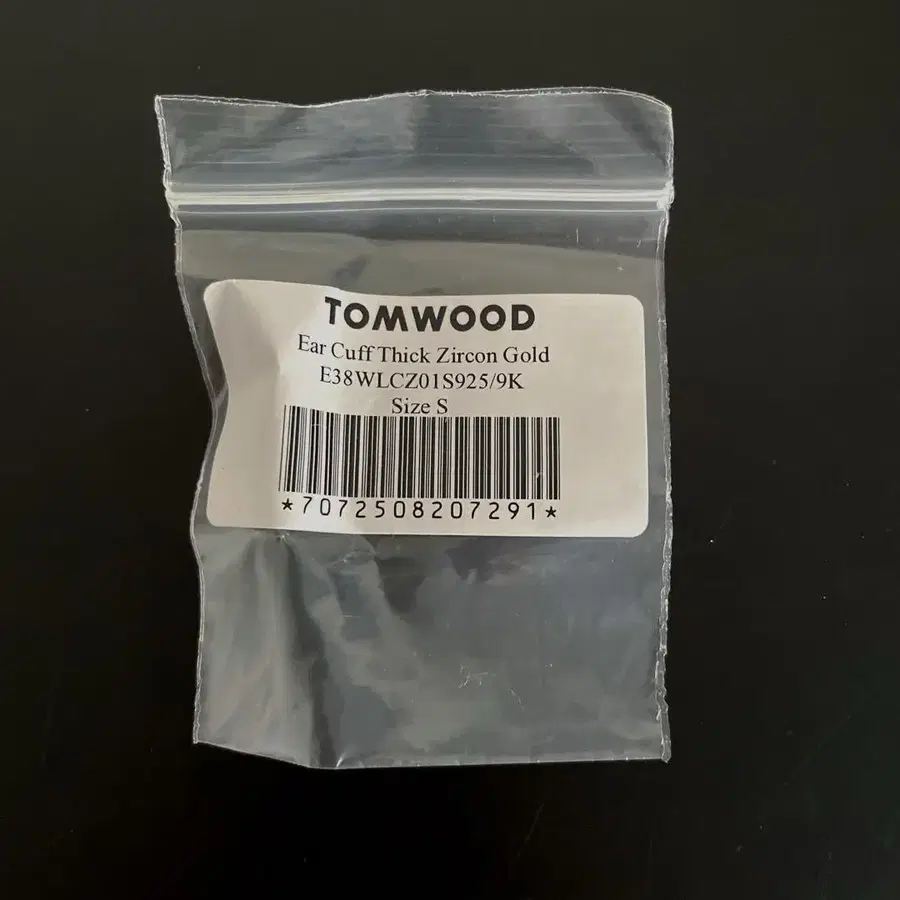 TOMWOOD
Ear Cuff Thick Zircon Gold
E38WLCZ01S925/9K
Size S
*7072508207291*